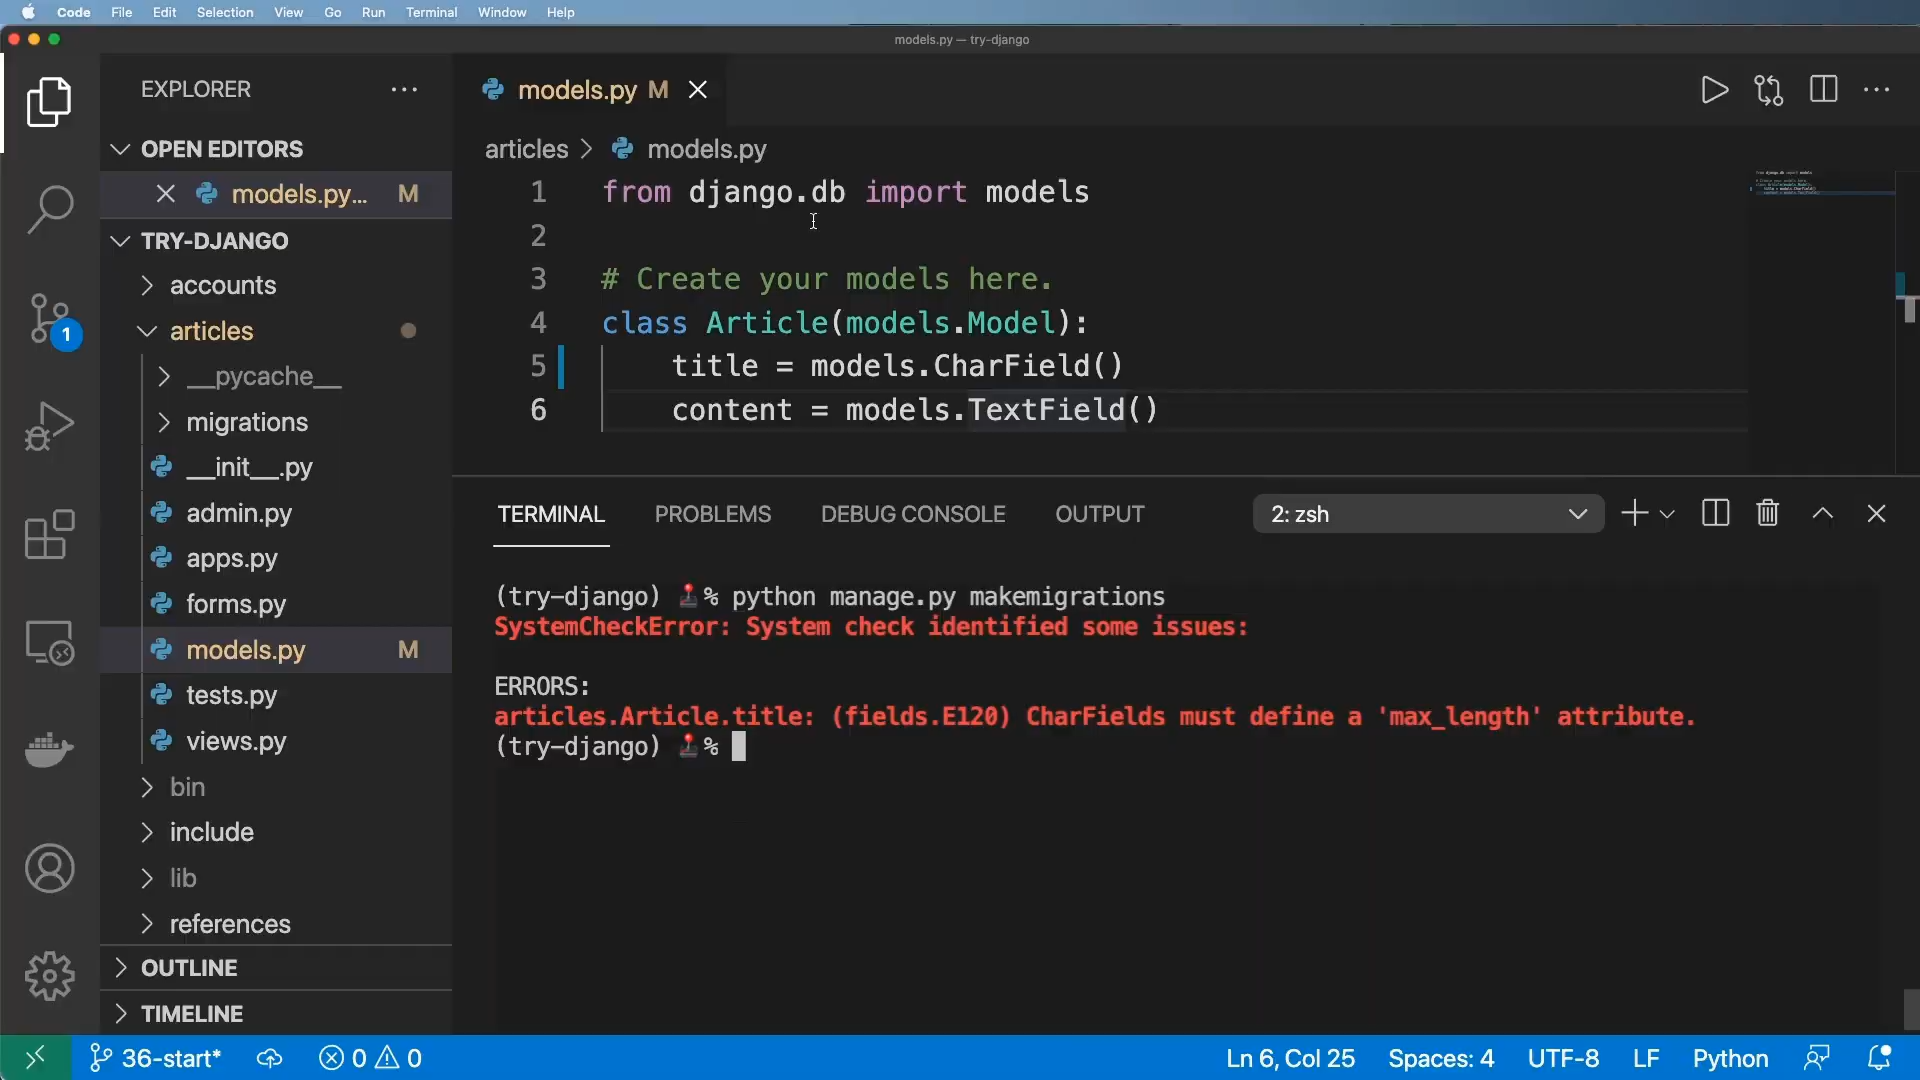 Code File Edit Selection View Go Run Terminal Window Help
models.py — try-django
EXPLORER
models.py M
OPEN EDITORS
articles > models.py
models.py... M
1 from django.db import models
TRY-DJANGO
2
accounts
3 # Create your models here.
articles
4 class Article(models.Model):
__pycache__
5 title = models.CharField()
migrations
6 content = models.TextField()
1
__init__.py
admin.py
apps.py
forms.py
models.py M
tests.py
views.py
bin
include
lib
references
OUTLINE
TIMELINE
TERMINAL PROBLEMS DEBUG CONSOLE OUTPUT 2: zsh
(try-django) % python manage.py makemigrations
SystemCheckError: System check identified some issues:
ERRORS:
articles.Article.title: (fields.E120) CharFields must define a 'max_length' attribute.
(try-django) %
36-start* 0 0 Ln 6, Col 25 Spaces: 4 UTF-8 LF Python